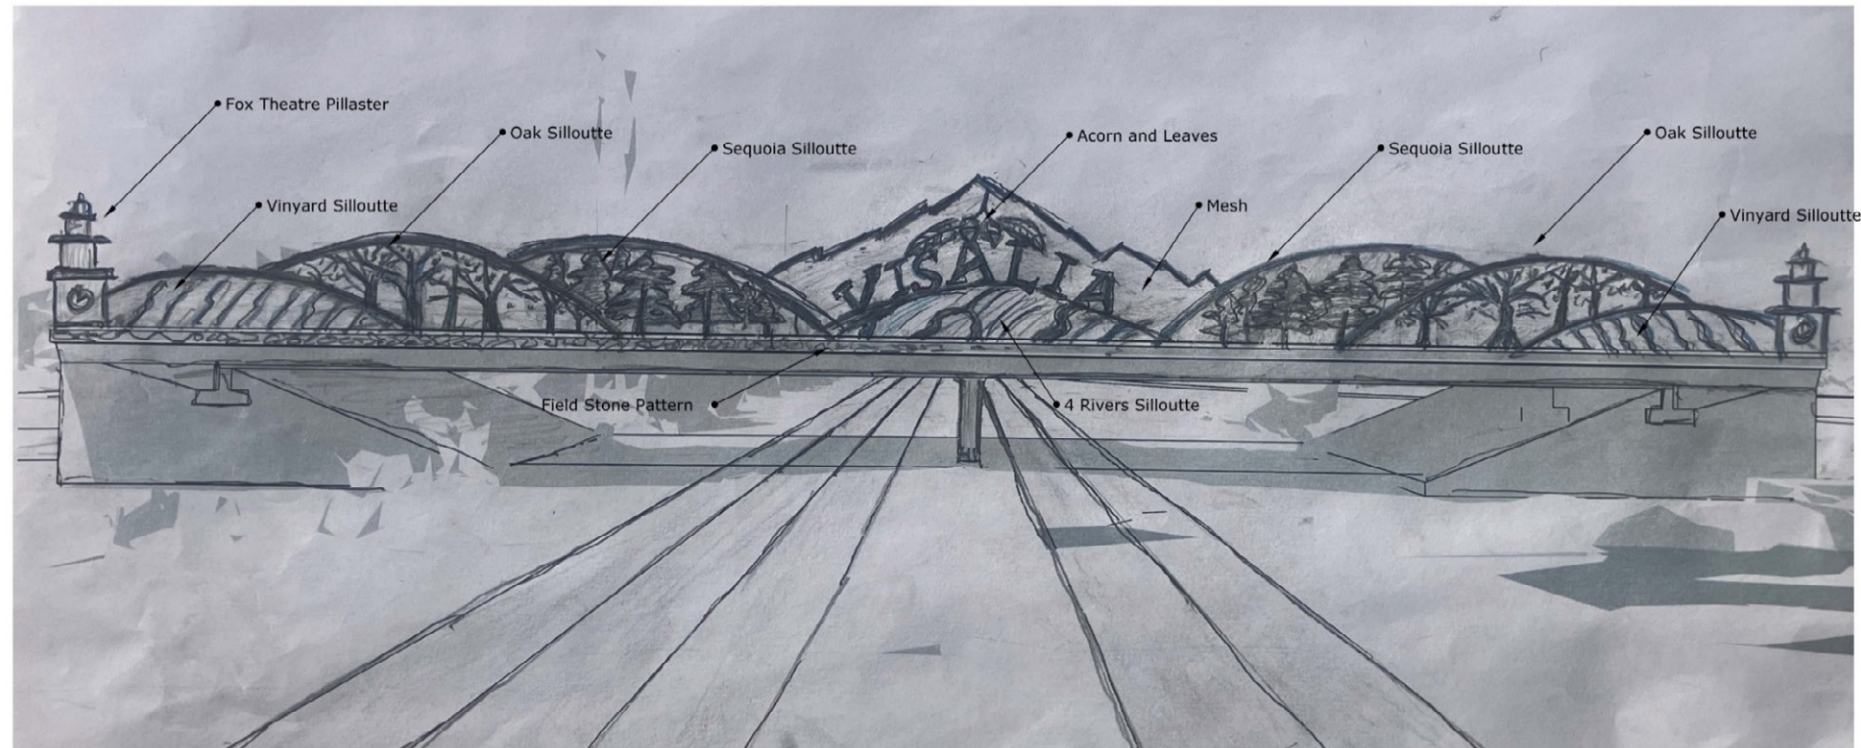 Fox Theatre Pillaster
Oak Silloutte
Sequoia Silloutte
Acorn and Leaves
Sequoia Silloutte
Oak Silloutte
Vinyard Silloutte
Mesh
Vinyard Silloutte
VISALIA
Field Stone Pattern
4 Rivers Silloutte